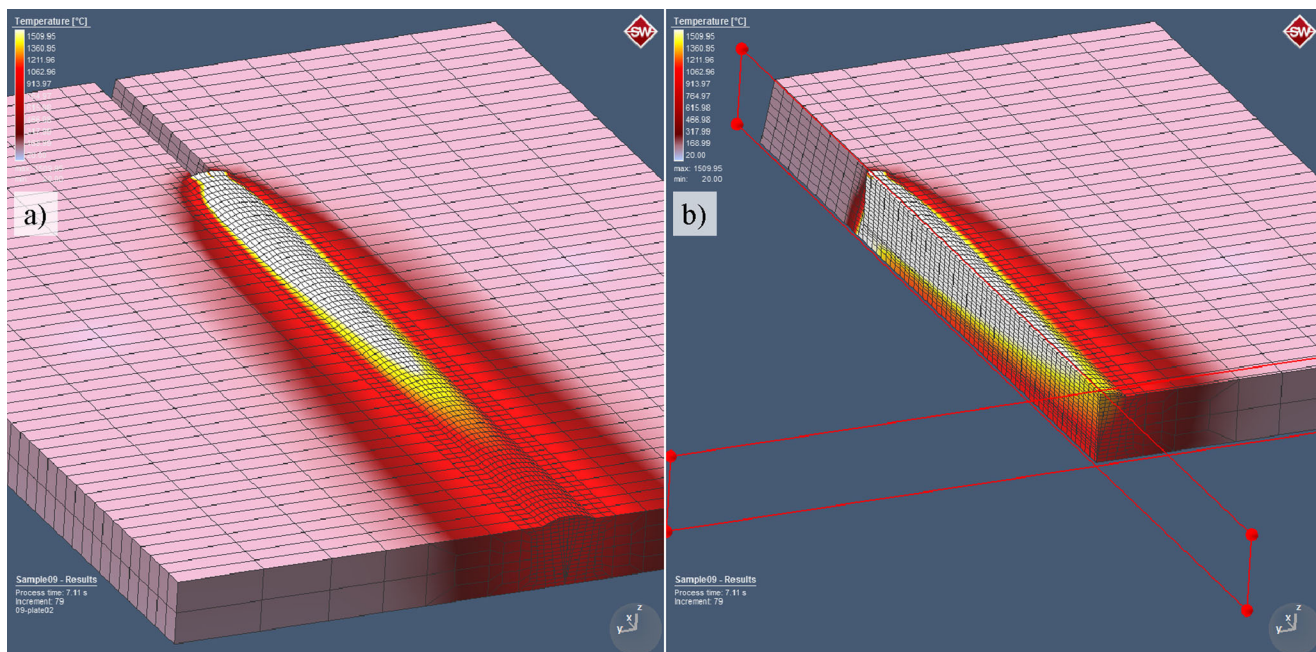 Temperature [°C]
1509.95
1360.95
1211.96
1062.96
913.97
a)
Sample09 - Results
Process time: 7.11 s
Increment: 79
09-plate02
z
x
y
SW
Temperature [°C]
1509.95
1360.95
1211.96
1062.96
913.97
764.97
615.98
466.98
317.99
168.99
20.00
max: 1509.95
min: 20.00
b)
Sample09 - Results
Process time: 7.11 s
Increment: 79
z
x
y
SW